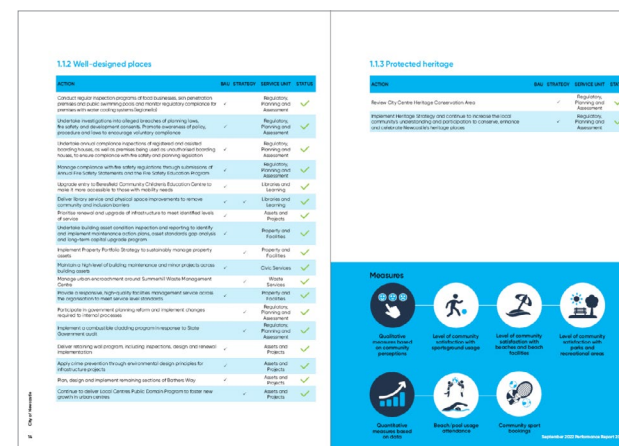 1.1.2 Well-designed places
ACTION BAU STRATEGY SERVICE UNIT STATUS
Conduct regular inspection programs of food businesses, skin penetration
premises and public swimming pools and monitor regulatory compliance for
premises with water cooling systems (legionella)
Regulatory,
Planning and
Assessment
Undertake investigations into alleged breaches of planning laws,
fire safety and development consents. Promote awareness of policy,
procedure and laws to encourage voluntary compliance
Regulatory,
Planning and
Assessment
Undertake annual compliance inspections of registered and assisted
boarding houses, as well as premises being used as unauthorised boarding
houses, to ensure compliance with fire safety and planning legislation
Regulatory,
Planning and
Assessment
Manage compliance with fire safety regulations through submissions of
Annual Fire Safety Statements and the Fire Safety Education Program
Regulatory,
Planning and
Assessment
Upgrade entry to Beresfield Community Children's Education Centre to
make it more accessible to those with mobility needs
Libraries and
Learning
Deliver library service and physical space improvements to remove
community and inclusion barriers
Libraries and
Learning
Prioritise renewal and upgrade of infrastructure to meet identified levels
of service
Assets and
Projects
Undertake building asset condition inspection and reporting to identify
and implement maintenance action plans, asset standards gap analysis
and long-term capital upgrade program
Property and
Facilities
Implement Property Portfolio Strategy to sustainably manage property
assets
Property and
Facilities
Maintain a high level of building maintenance and minor projects across
building assets
Civic Services
Manage urban encroachment around Summerhill Waste Management
Centre
Waste
Services
Provide a responsive, high-quality facilities management service across
the organisation to meet service level standards
Property and
Facilities
Participate in government planning reform and implement changes
required to internal processes
Regulatory,
Planning and
Assessment
Implement a combustible cladding program in response to State
Government audit
Regulatory,
Planning and
Assessment
Deliver retaining wall program, including inspections, design and renewal
implementation
Assets and
Projects
Apply crime prevention through environmental design principles for
infrastructure projects
Assets and
Projects
Plan, design and implement remaining sections of Bathers Way
Assets and
Projects
Continue to deliver Local Centres Public Domain Program to foster new
growth in urban centres
Assets and
Projects
City of Newcastle
1.1.3 Protected heritage
ACTION BAU STRATEGY SERVICE UNIT
Review City Centre Heritage Conservation Area
Regulatory,
Planning and
Assessment
Implement Heritage Strategy and continue to increase the local
community's understanding and participation to conserve, enhance
and celebrate Newcastle's heritage places
Regulatory,
Planning and
Assessment
Measures
Qualitative
measures based
on community
perceptions
Level of community
satisfaction with
sportsground usage
Level of community
satisfaction with
beaches and beach
facilities
Level of community
satisfaction with
parks and
recreational areas
Quantitative
measures based
on data
Beach/pool usage
attendance
Community sport
bookings
September 2023 Performance Report